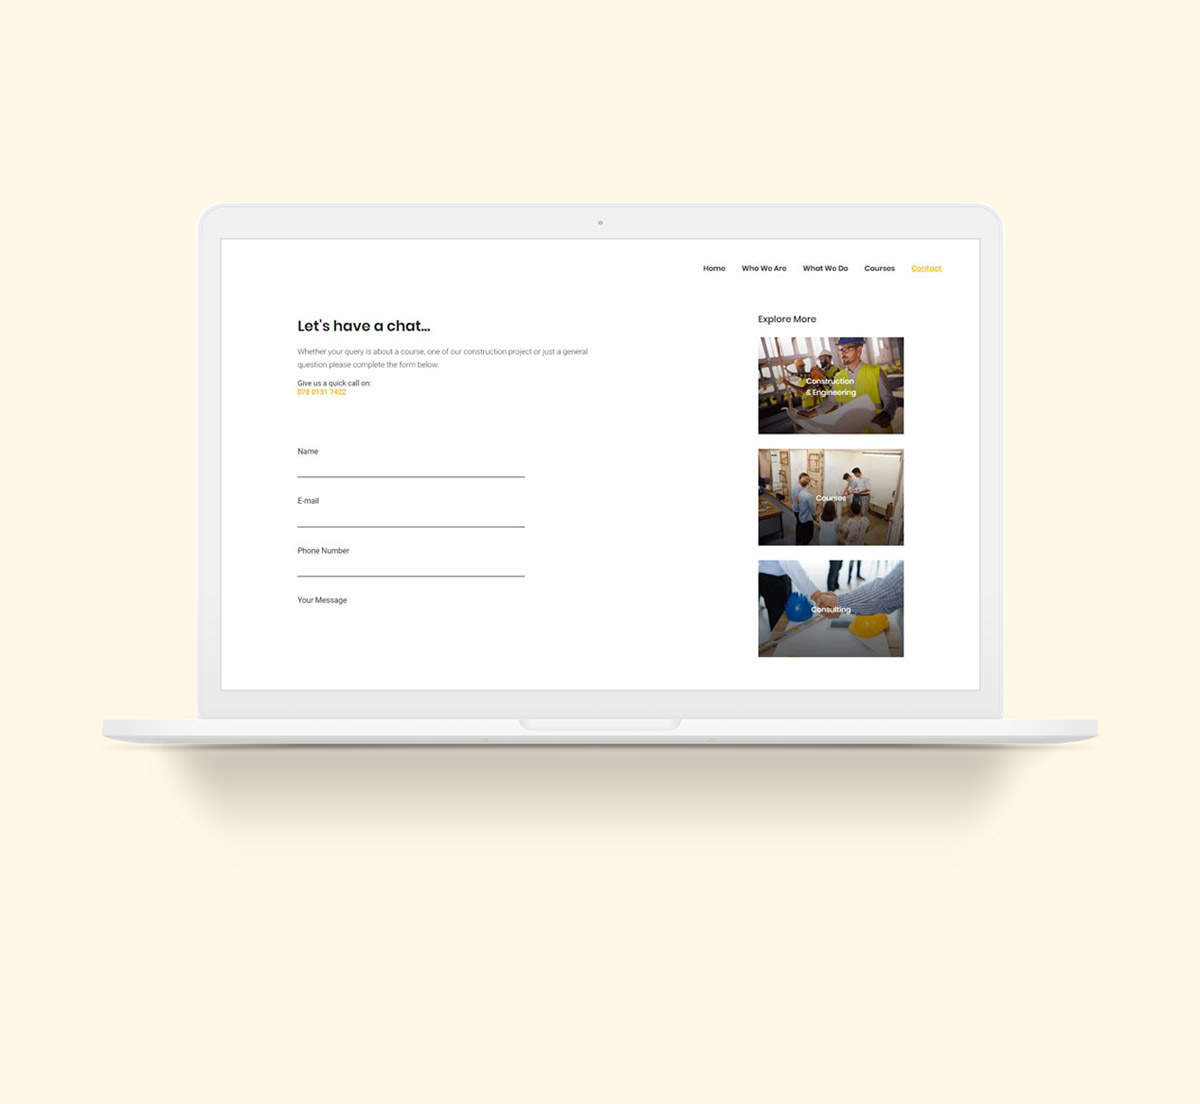 Home Who We Are What We Do Courses Contact
Let's have a chat...
Whether your query is about a course, one of our construction project or just a general
question please complete the form below.
Give us a quick call on:
078 0131 7422
Name
E-mail
Phone Number
Your Message
Explore More
Construction
& Engineering
Courses
Consulting